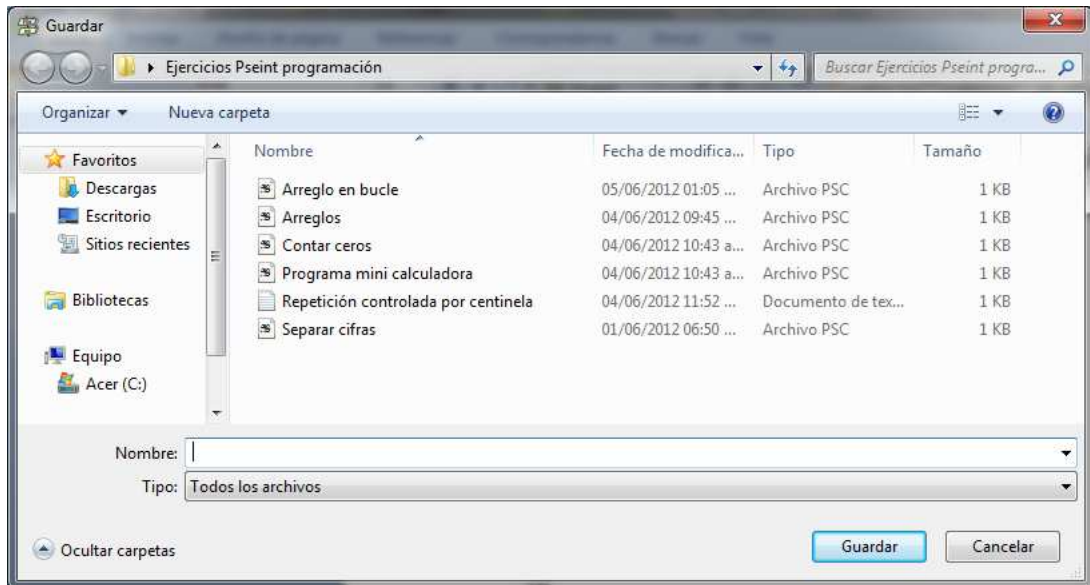 Guardar
Ejercicios Pseint programación
Buscar Ejercicios Pseint progra...
Organizar
Nueva carpeta
Favoritos
Descargas
Escritorio
Sitios recientes
Bibliotecas
Equipo
Acer (C:)
Nombre Fecha de modifica... Tipo Tamaño
Arreglo en bucle 05/06/2012 01:05 ... Archivo PSC 1 KB
Arreglos 04/06/2012 09:45 ... Archivo PSC 1 KB
Contar ceros 04/06/2012 10:43 a... Archivo PSC 1 KB
Programa mini calculadora 04/06/2012 10:43 a... Archivo PSC 1 KB
Repetición controlada por centinela 04/06/2012 11:52 ... Documento de tex... 1 KB
Separar cifras 01/06/2012 06:50 ... Archivo PSC 1 KB
Nombre:
Tipo: Todos los archivos
Ocultar carpetas
Guardar
Cancelar